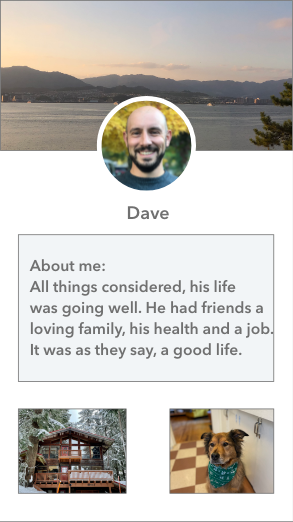 Dave
About me:
All things considered, his life
was going well. He had friends a
loving family, his health and a job.
It was as they say, a good life.